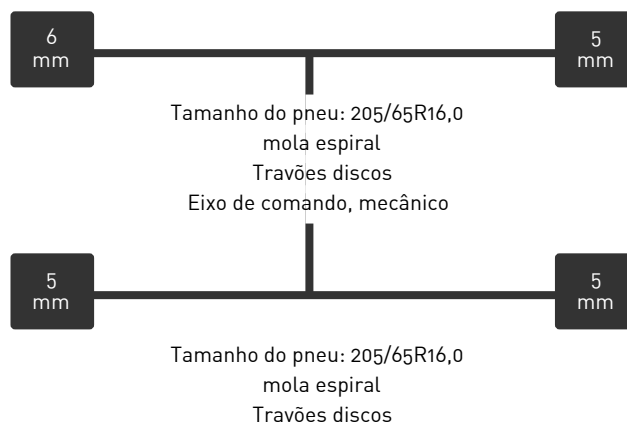 6
mm
5
mm
Tamanho do pneu: 205/65R16,0
mola espiral
Travões discos
Eixo de comando, mecânico
5
mm
5
mm
Tamanho do pneu: 205/65R16,0
mola espiral
Travões discos